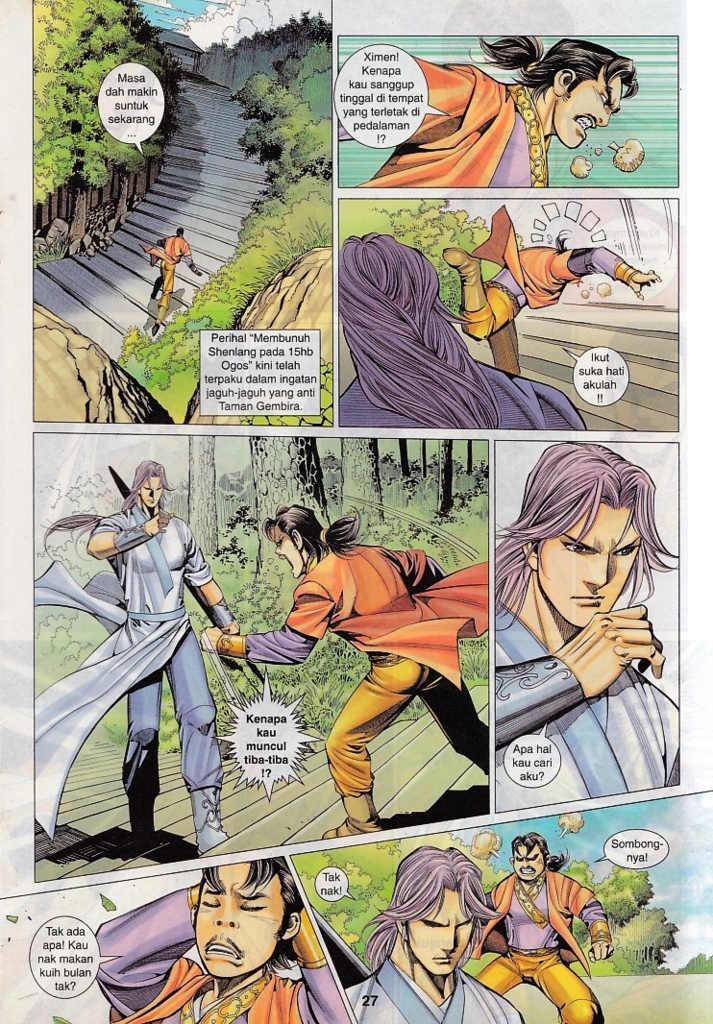 Masa
dah makin
suntuk
sekarang
...
Perihal “Membunuh
Shenlang pada 15hb
Ogos” kini telah
terpaku dalam ingatan
jaguh-jaguh yang anti
Taman Gembira.
Ximen!
Kenapa
kau sanggup
tinggal di tempat
yang terletak di
pedalaman
!?
Ikut
suka hati
akulah
!!
Kenapa
kau
muncul
tiba-tiba
!?
Apa hal
kau cari
aku?
Tak ada
apa! Kau
nak makan
kuih bulan
tak?
Tak
nak!
Sombong-
nya!
27